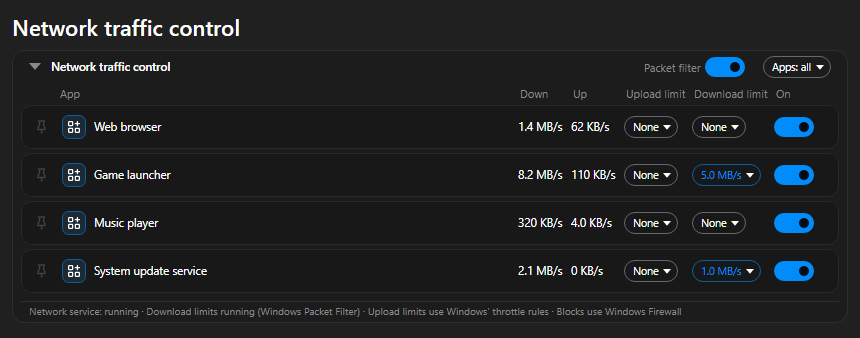 Network traffic control
Network traffic control Packet filter Apps: all
App Down Up Upload limit Download limit On
Web browser 1.4 MB/s 62 KB/s None None
Game launcher 8.2 MB/s 110 KB/s None 5.0 MB/s
Music player 320 KB/s 4.0 KB/s None None
System update service 2.1 MB/s 0 KB/s None 1.0 MB/s
Network service: running · Download limits running (Windows Packet Filter) · Upload limits use Windows' throttle rules · Blocks use Windows Firewall